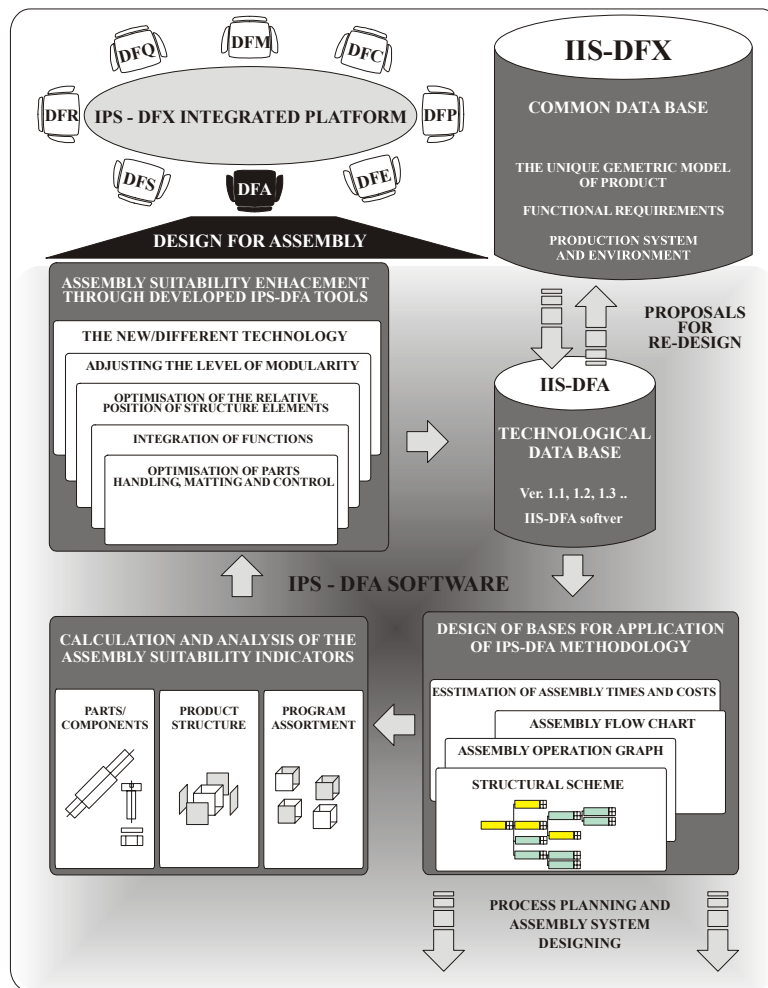 DFM
DFQ
DFC
DFR
DFP
IPS - DFX INTEGRATED PLATFORM
DFS
DFA
DFE
DESIGN FOR ASSEMBLY
IIS-DFX
COMMON DATA BASE
THE UNIQUE GEMETRIC MODEL
OF PRODUCT
FUNCTIONAL REQUIREMENTS
PRODUCTION SYSTEM
AND ENVIRONMENT
ASSEMBLY SUITABILITY ENHACEMENT
THROUGH DEVELOPED IPS-DFA TOOLS
THE NEW/DIFFERENT TECHNOLOGY
ADJUSTING THE LEVEL OF MODULARITY
OPTIMISATION OF THE RELATIVE
POSITION OF STRUCTURE ELEMENTS
INTEGRATION OF FUNCTIONS
OPTIMISATION OF PARTS
HANDLING, MATTING AND CONTROL
PROPOSALS
FOR
RE-DESIGN
IIS-DFA
TECHNOLOGICAL
DATA BASE
Ver. 1.1, 1.2, 1.3 ..
IIS-DFA softver
IPS - DFA SOFTWARE
CALCULATION AND ANALYSIS OF THE
ASSEMBLY SUITABILITY INDICATORS
PARTS/
COMPONENTS
PRODUCT
STRUCTURE
PROGRAM
ASSORTMENT
DESIGN OF BASES FOR APPLICATION
OF IPS-DFA METHODOLOGY
ESSTIMATION OF ASSEMBLY TIMES AND COSTS
ASSEMBLY FLOW CHART
ASSEMBLY OPERATION GRAPH
STRUCTURAL SCHEME
PROCESS PLANNING AND
ASSEMBLY SYSTEM
DESIGNING